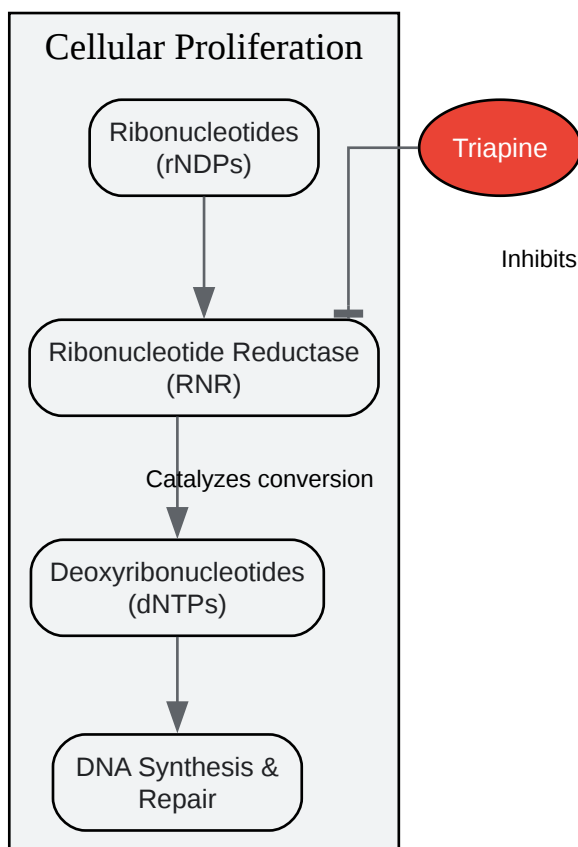 Cellular Proliferation
Ribonucleotides
(rNDPs)
Triapine
Inhibits
Ribonucleotide Reductase
(RNR)
Catalyzes conversion
Deoxyribonucleotides
(dNTPs)
DNA Synthesis &
Repair